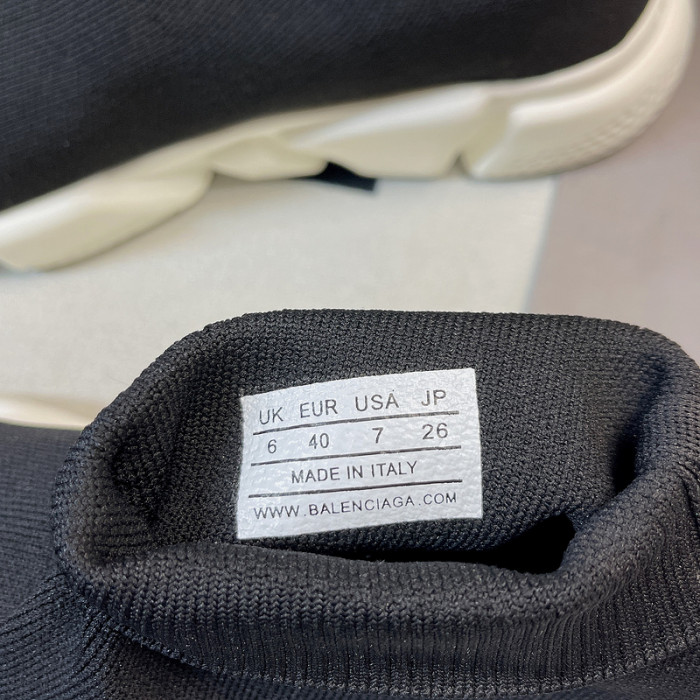 UK EUR USA JP
6 40 7 26
MADE IN ITALY
WWW.BALENCIAGA.COM